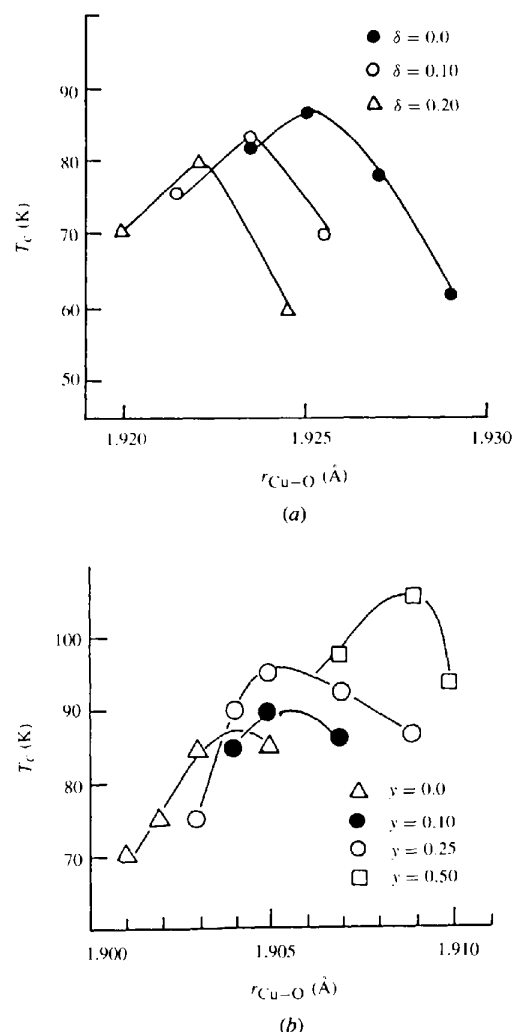 ● δ = 0.0
○ δ = 0.10
△ δ = 0.20
90
80
70
60
50
T_c (K)
1.920
1.925
1.930
r_Cu–O (Å)
(a)
100
90
80
70
T_c (K)
△ y = 0.0
● y = 0.10
○ y = 0.25
□ y = 0.50
1.900
1.905
1.910
r_Cu–O (Å)
(b)